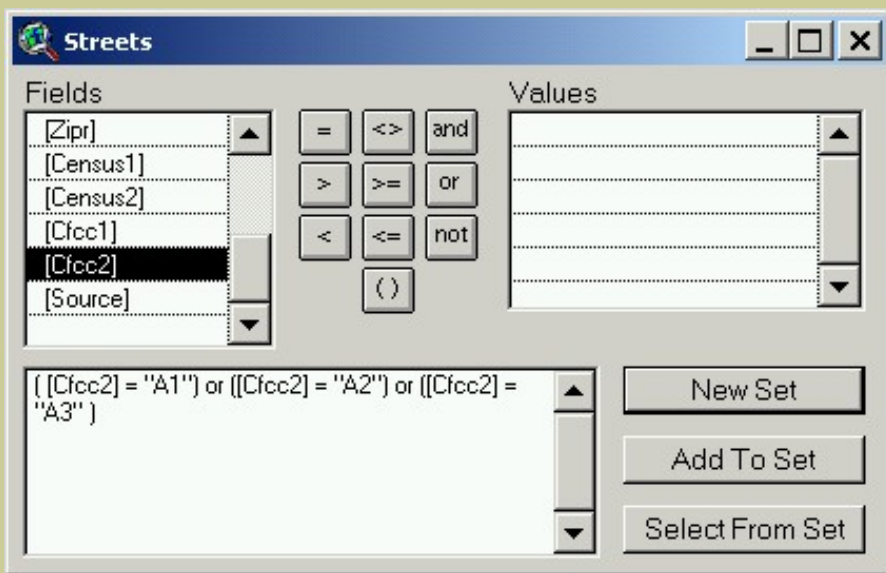 Streets
Fields
Values
[Zipr]
[Census1]
[Census2]
[Cfcc1]
[Cfcc2]
[Source]
= <> and
> >= or
< <= not
( )
( [Cfcc2] = "A1") or ([Cfcc2] = "A2") or ([Cfcc2] =
"A3" )
New Set
Add To Set
Select From Set